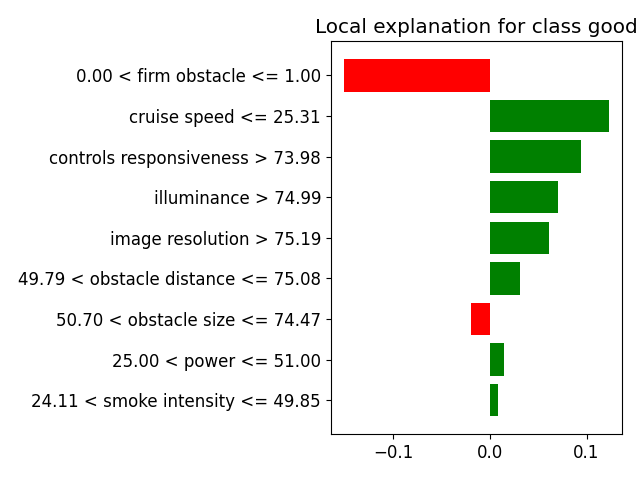 Local explanation for class good
0.00 < firm obstacle <= 1.00
cruise speed <= 25.31
controls responsiveness > 73.98
illuminance > 74.99
image resolution > 75.19
49.79 < obstacle distance <= 75.08
50.70 < obstacle size <= 74.47
25.00 < power <= 51.00
24.11 < smoke intensity <= 49.85
−0.1 0.0 0.1